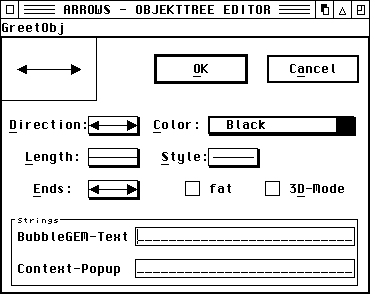 ARROWS - OBJEKTTREE EDITOR
GreetObj
OK
Cancel
Direction:
Color: Black
Length:
Style:
Ends:
fat
3D-Mode
Strings
BubbleGEM-Text
Context-Popup